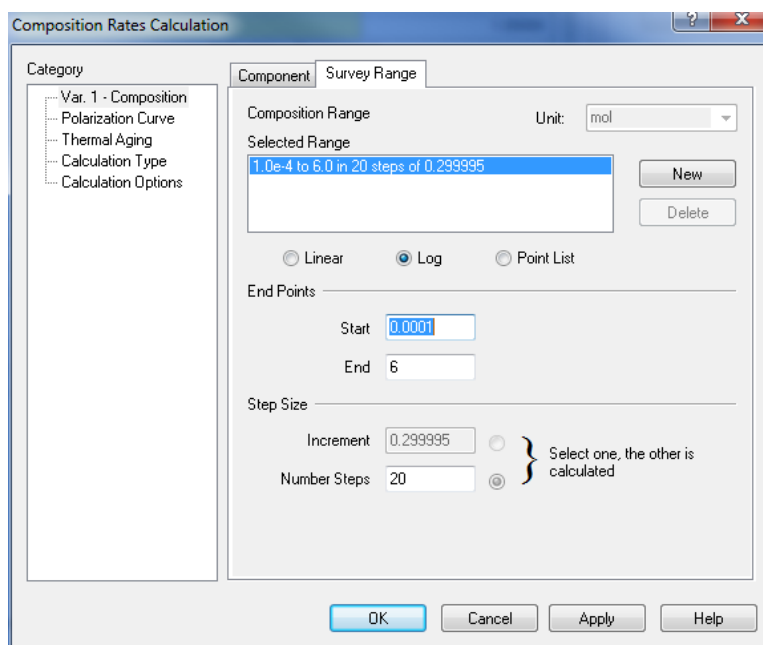 Composition Rates Calculation
? X
Category
Var. 1 - Composition
Polarization Curve
Thermal Aging
Calculation Type
Calculation Options
Component Survey Range
Composition Range
Unit: mol
Selected Range
1.0e-4 to 6.0 in 20 steps of 0.299995
New
Delete
Linear Log Point List
End Points
Start 0.0001
End 6
Step Size
Increment 0.299995
Number Steps 20
} Select one, the other is
calculated
OK Cancel Apply Help